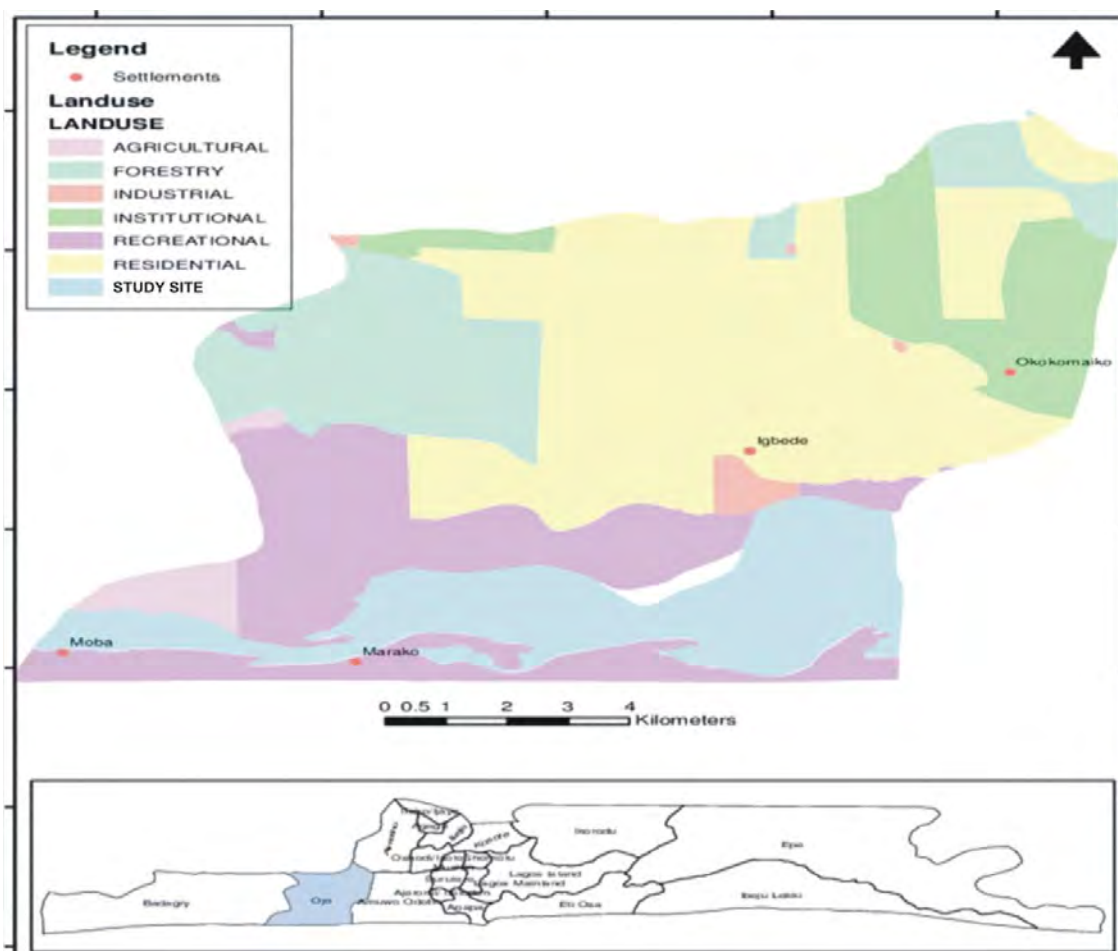 Legend
Settlements
Landuse
LANDUSE
AGRICULTURAL
FORESTRY
INDUSTRIAL
INSTITUTIONAL
RECREATIONAL
RESIDENTIAL
STUDY SITE
Okokomaiko
Igbede
Moba
Marako
0 0.5 1 2 3 4
Kilometers
Ikorodu
Epe
Lagos Island
Lagos Mainland
Badagry
Ojo
Amuwo Odofin
Apapa
Eti Osa
Ibeju Lekki